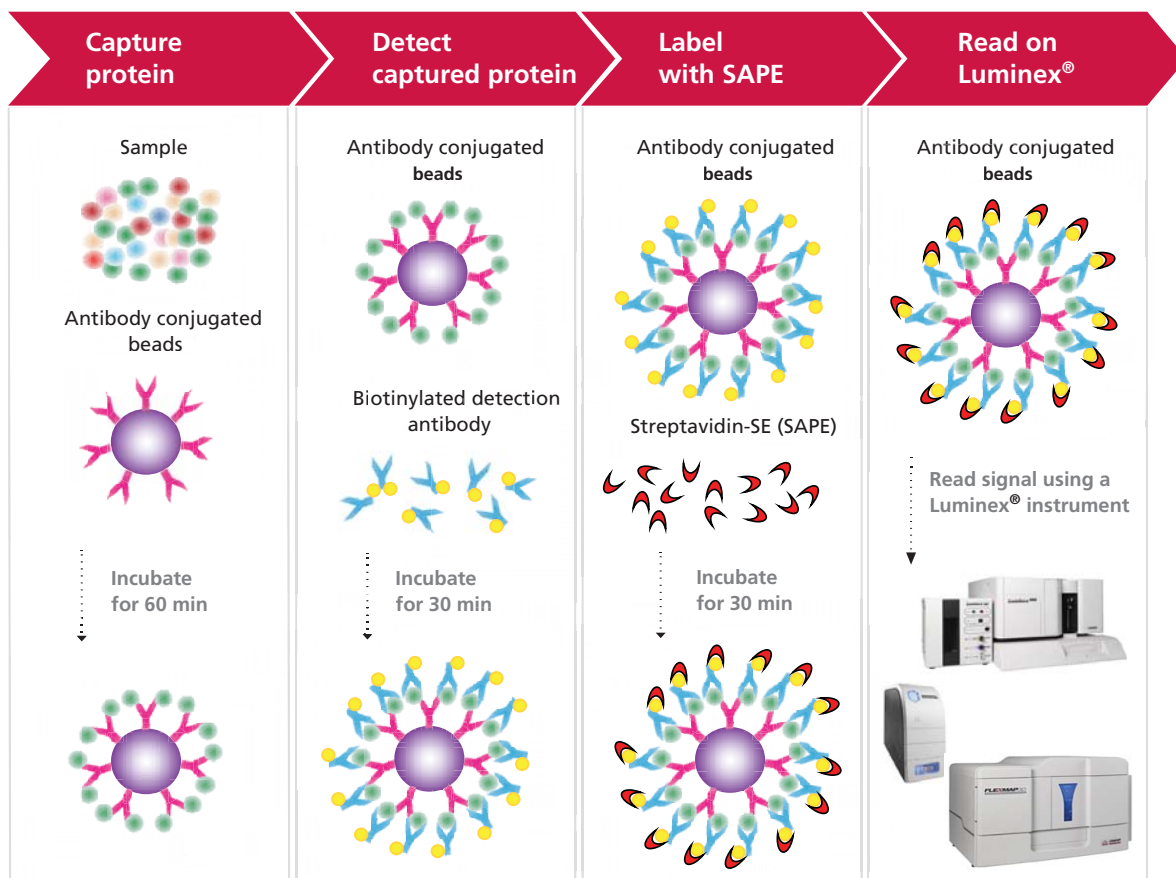 Capture
protein
Detect
captured protein
Label
with SAPE
Read on
Luminex®
Sample
Antibody conjugated
beads
Incubate
for 60 min
Antibody conjugated
beads
Biotinylated detection
antibody
Incubate
for 30 min
Antibody conjugated
beads
Streptavidin-SE (SAPE)
Incubate
for 30 min
Antibody conjugated
beads
Read signal using a
Luminex® instrument
FLEXMAP 3D